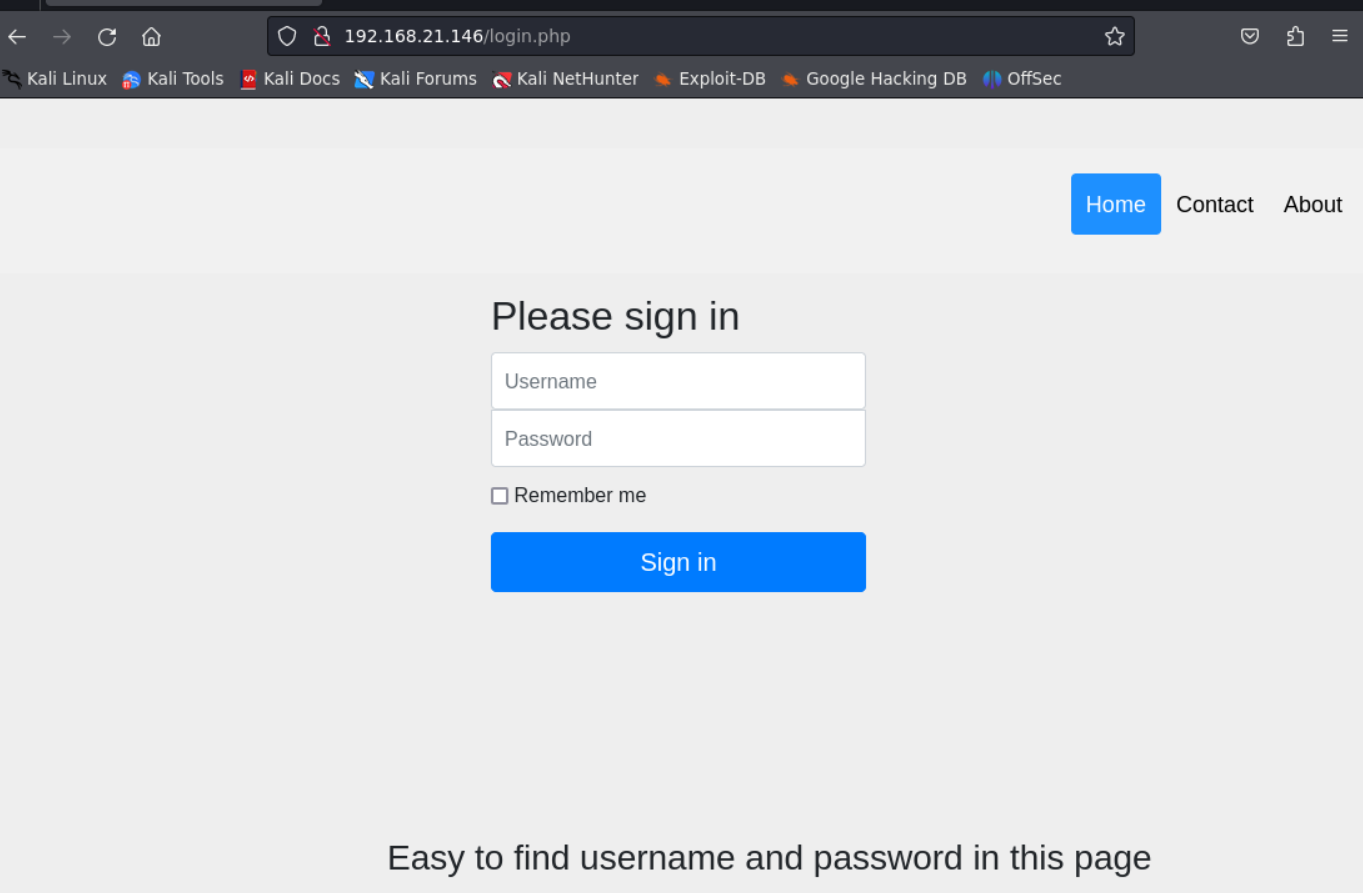 192.168.21.146/login.php
Kali Linux Kali Tools Kali Docs Kali Forums Kali NetHunter Exploit-DB Google Hacking DB OffSec
Home Contact About
Please sign in
Username
Password
Remember me
Sign in
Easy to find username and password in this page